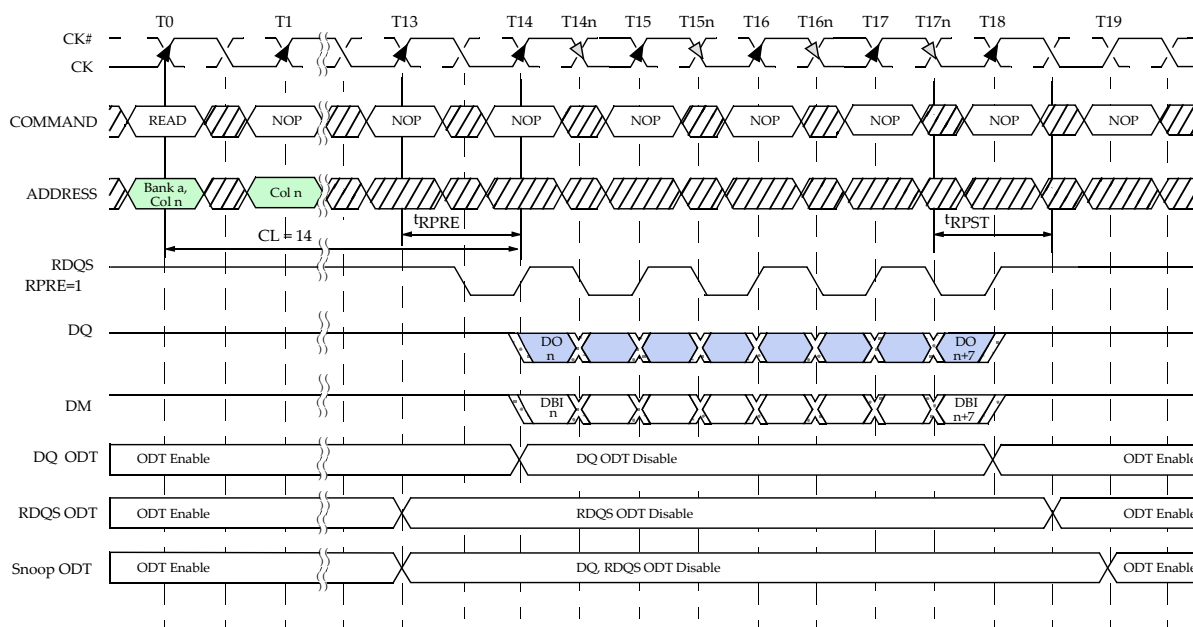 T0 T1 T13 T14 T14n T15 T15n T16 T16n T17 T17n T18 T19
CK#
CK
COMMAND READ NOP NOP NOP NOP NOP NOP NOP NOP
ADDRESS Bank a, Col n Col n
tRPRE tRPST
CL = 14
RDQS
RPRE=1
DQ DO n DO n+7
DM DBI n DBI n+7
DQ ODT ODT Enable DQ ODT Disable ODT Enable
RDQS ODT ODT Enable RDQS ODT Disable ODT Enable
Snoop ODT ODT Enable DQ, RDQS ODT Disable ODT Enable